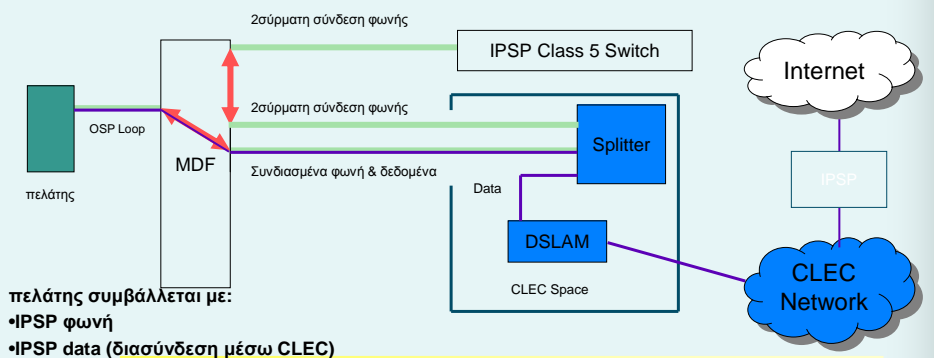 2σύρματη σύνδεση φωνής
IPSP Class 5 Switch
Internet
2σύρματη σύνδεση φωνής
OSP Loop
MDF
Splitter
Συνδιασμένα φωνή & δεδομένα
IPSP
πελάτης
Data
DSLAM
CLEC Space
CLEC
Network
πελάτης συμβάλλεται με:
•IPSP φωνή
•IPSP data (διασύνδεση μέσω CLEC)